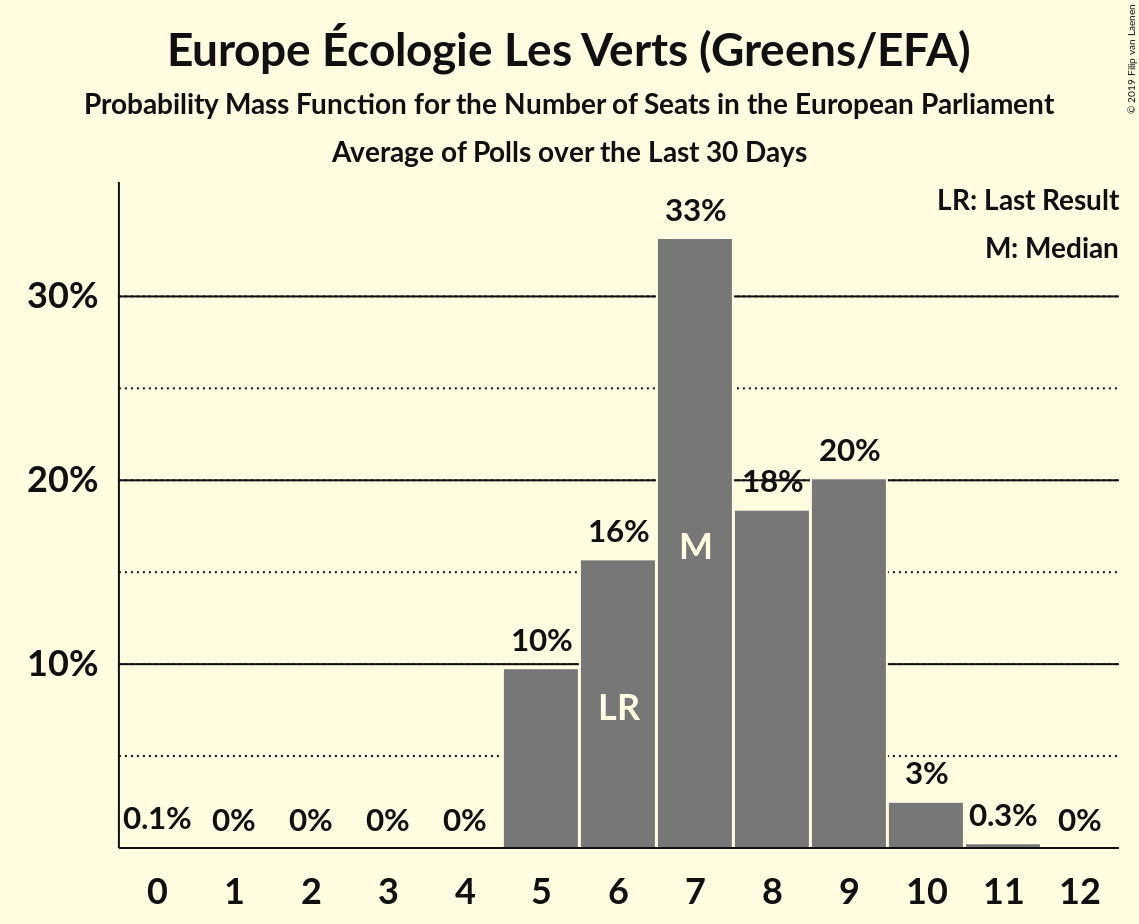 Europe Écologie Les Verts (Greens/EFA)
Probability Mass Function for the Number of Seats in the European Parliament
Average of Polls over the Last 30 Days
© 2019 Filip van Laenen
LR: Last Result
M: Median
33%
30%
20%
20%
18%
16%
M
10%
10%
LR
3%
0.1% 0% 0% 0% 0% 0.3% 0%
0 1 2 3 4 5 6 7 8 9 10 11 12